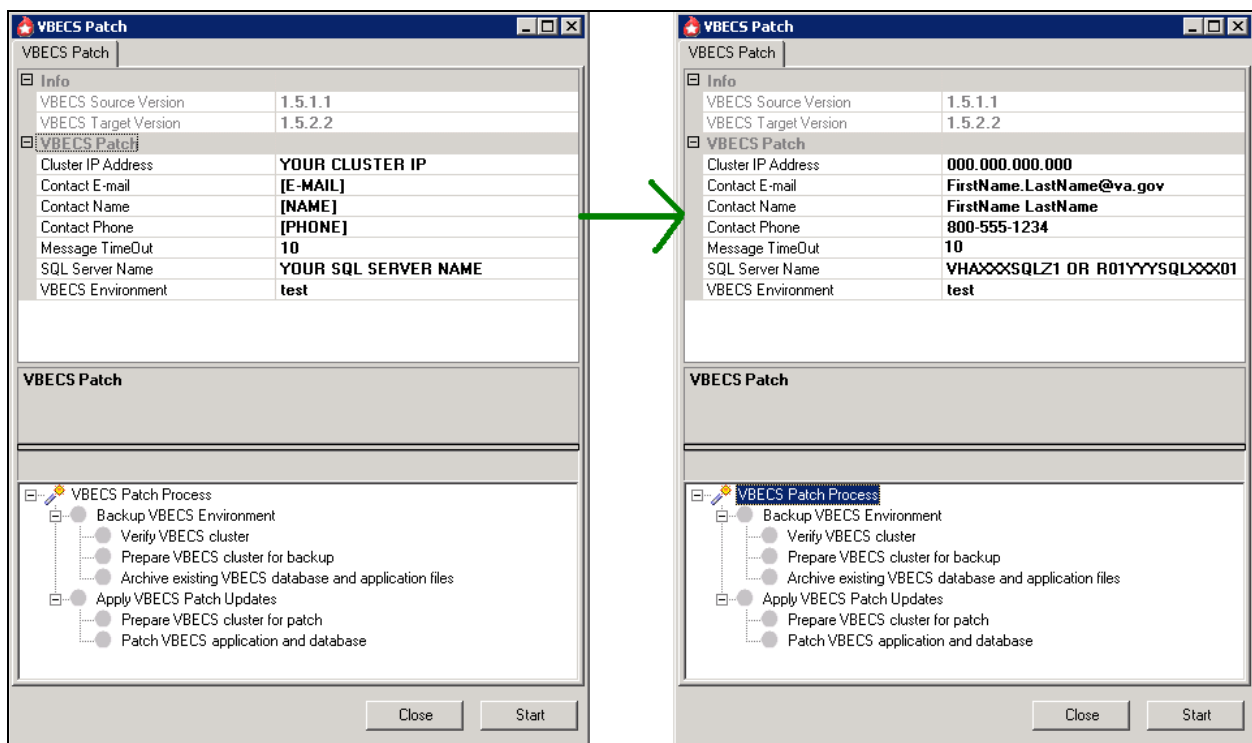 VBECS Patch
VBECS Patch
Info
VBECS Source Version 1.5.1.1
VBECS Target Version 1.5.2.2
VBECS Patch
Cluster IP Address YOUR CLUSTER IP
Contact E-mail [E-MAIL]
Contact Name [NAME]
Contact Phone [PHONE]
Message TimeOut 10
SQL Server Name YOUR SQL SERVER NAME
VBECS Environment test
VBECS Patch
VBECS Patch Process
Backup VBECS Environment
Verify VBECS cluster
Prepare VBECS cluster for backup
Archive existing VBECS database and application files
Apply VBECS Patch Updates
Prepare VBECS cluster for patch
Patch VBECS application and database
Close Start
VBECS Patch
VBECS Patch
Info
VBECS Source Version 1.5.1.1
VBECS Target Version 1.5.2.2
VBECS Patch
Cluster IP Address 000.000.000.000
Contact E-mail FirstName.LastName@va.gov
Contact Name FirstName LastName
Contact Phone 800-555-1234
Message TimeOut 10
SQL Server Name VHAXXXSQLZ1 OR R01YYYSQLXXX01
VBECS Environment test
VBECS Patch
VBECS Patch Process
Backup VBECS Environment
Verify VBECS cluster
Prepare VBECS cluster for backup
Archive existing VBECS database and application files
Apply VBECS Patch Updates
Prepare VBECS cluster for patch
Patch VBECS application and database
Close Start